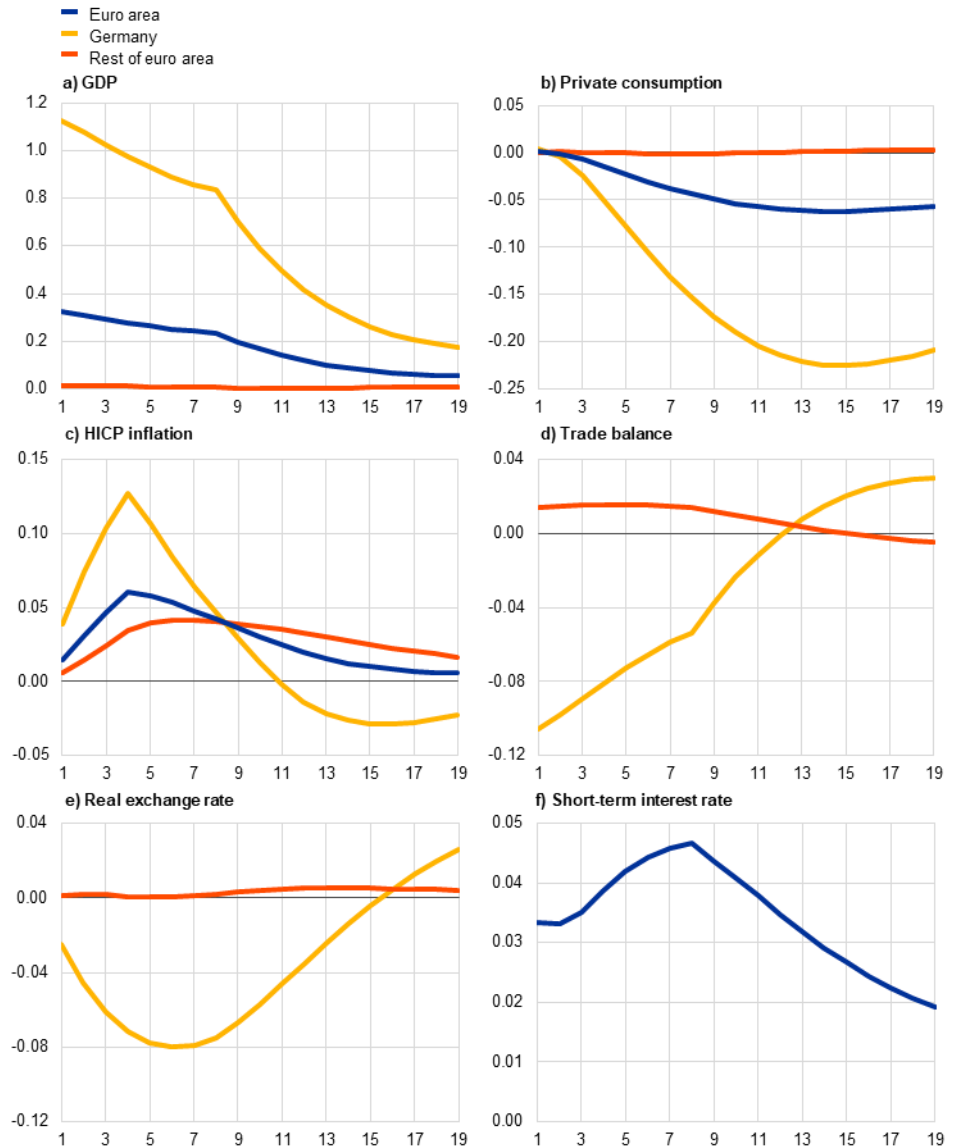 Euro area
Germany
Rest of euro area
a) GDP
1.2
1.0
0.8
0.6
0.4
0.2
0.0
1 3 5 7 9 11 13 15 17 19
b) Private consumption
0.05
0.00
-0.05
-0.10
-0.15
-0.20
-0.25
1 3 5 7 9 11 13 15 17 19
c) HICP inflation
0.15
0.10
0.05
0.00
-0.05
1 3 5 7 9 11 13 15 17 19
d) Trade balance
0.04
0.00
-0.04
-0.08
-0.12
1 3 5 7 9 11 13 15 17 19
e) Real exchange rate
0.04
0.00
-0.04
-0.08
-0.12
1 3 5 7 9 11 13 15 17 19
f) Short-term interest rate
0.05
0.04
0.03
0.02
0.01
0.00
1 3 5 7 9 11 13 15 17 19